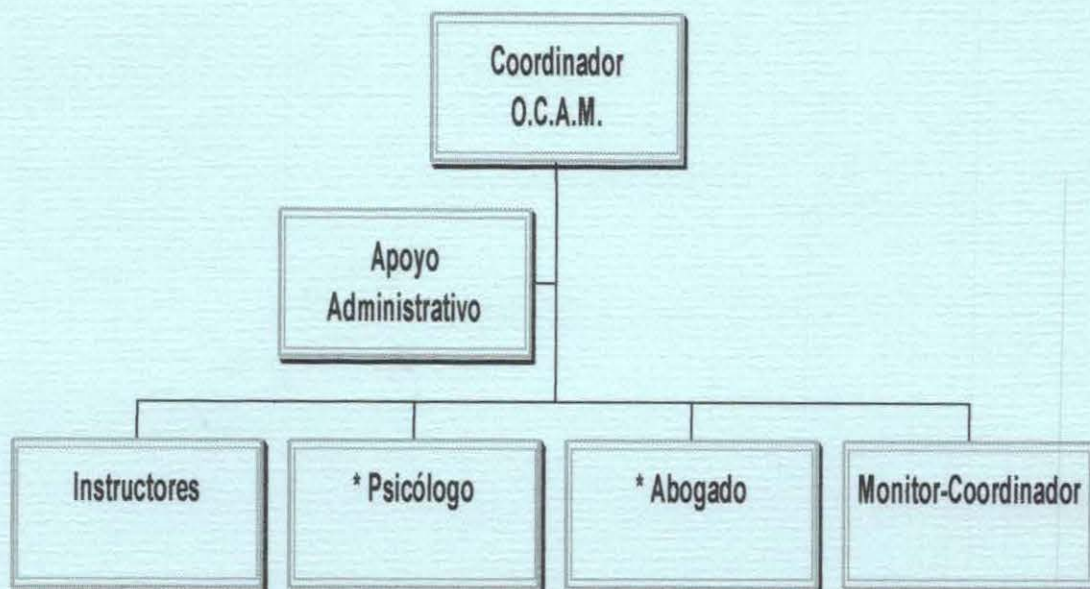 Coordinador
O.C.A.M.
Apoyo
Administrativo
Instructores
* Psicólogo
* Abogado
Monitor-Coordinador